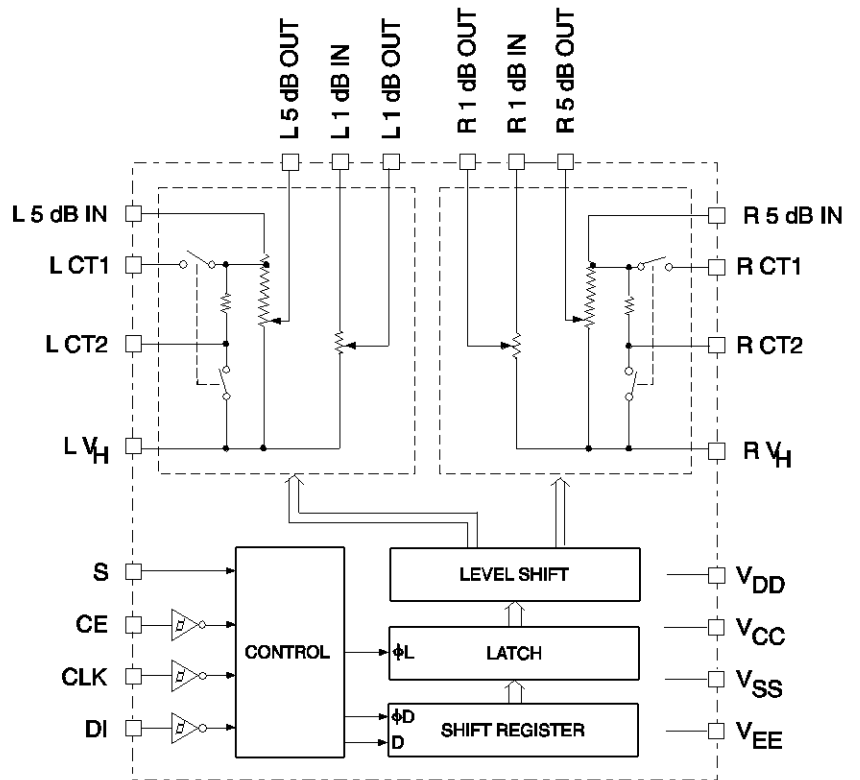 L 5 dB OUT
L 1 dB IN
L 1 dB OUT
R 1 dB OUT
R 1 dB IN
R 5 dB OUT
L 5 dB IN
R 5 dB IN
L CT1
R CT1
L CT2
R CT2
L VH
R VH
S
LEVEL SHIFT
VDD
CE
CONTROL
ϕL
LATCH
VCC
CLK
VSS
DI
ϕD
D
SHIFT REGISTER
VEE